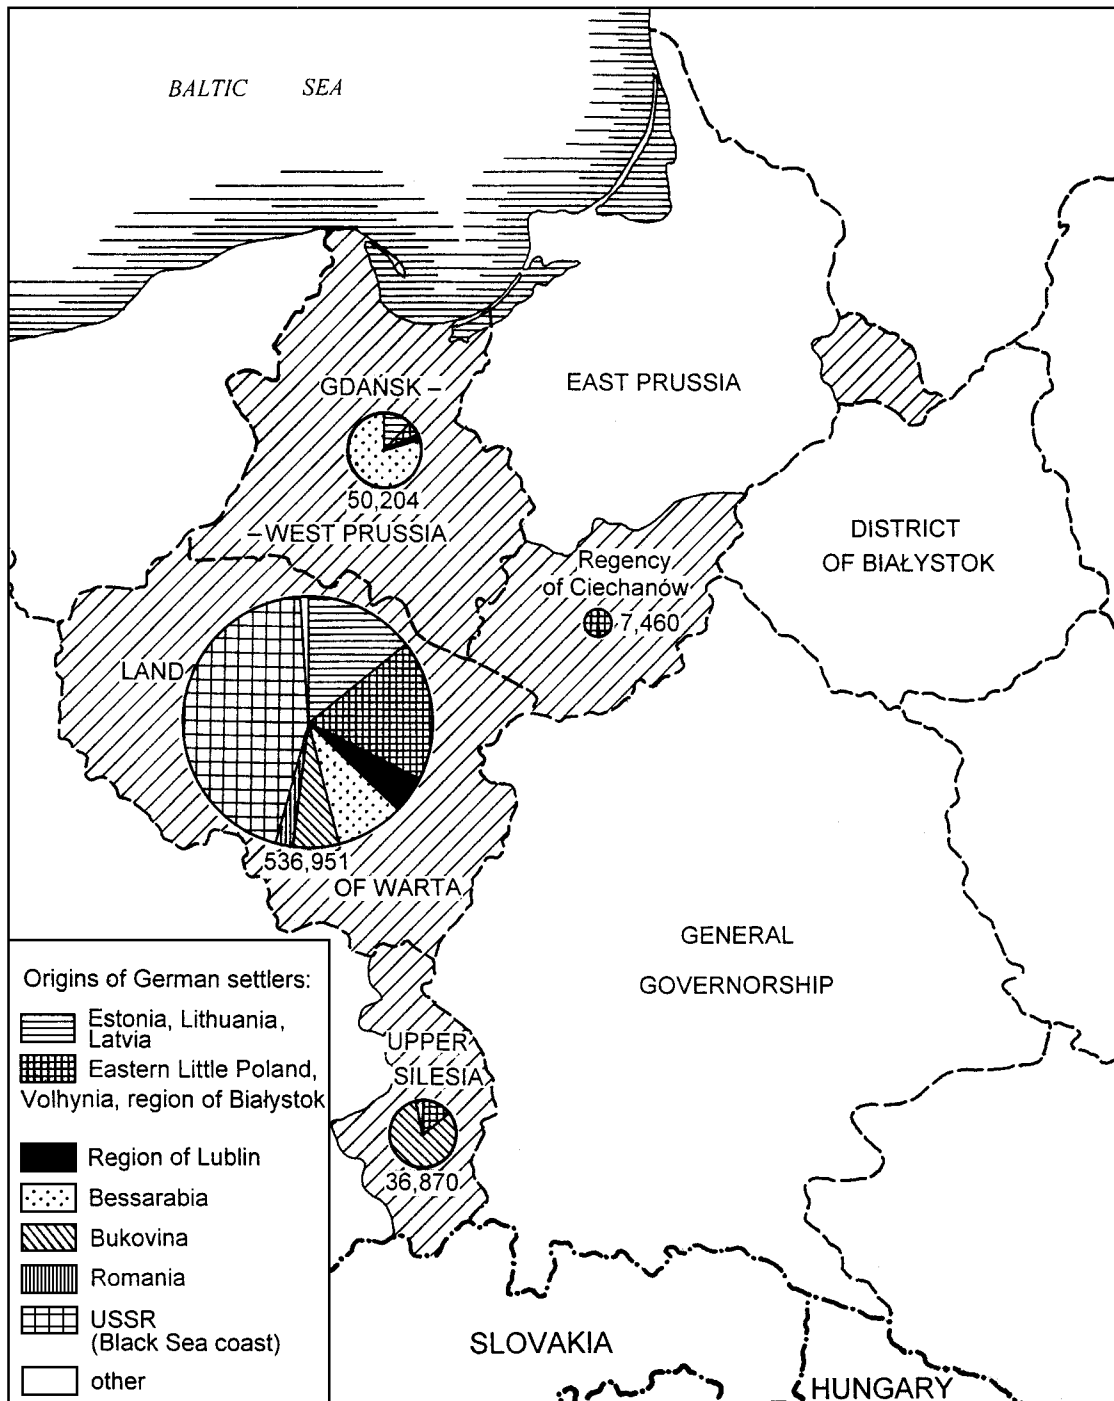 BALTIC SEA
GDAŃSK –
EAST PRUSSIA
50,204
– WEST PRUSSIA
DISTRICT
OF BIAŁYSTOK
Regency
of Ciechanów
7,460
LAND
536,951
OF WARTA
GENERAL
GOVERNORSHIP
UPPER
SILESIA
36,870
SLOVAKIA
HUNGARY
Origins of German settlers:
Estonia, Lithuania,
Latvia
Eastern Little Poland,
Volhynia, region of Białystok
Region of Lublin
Bessarabia
Bukovina
Romania
USSR
(Black Sea coast)
other